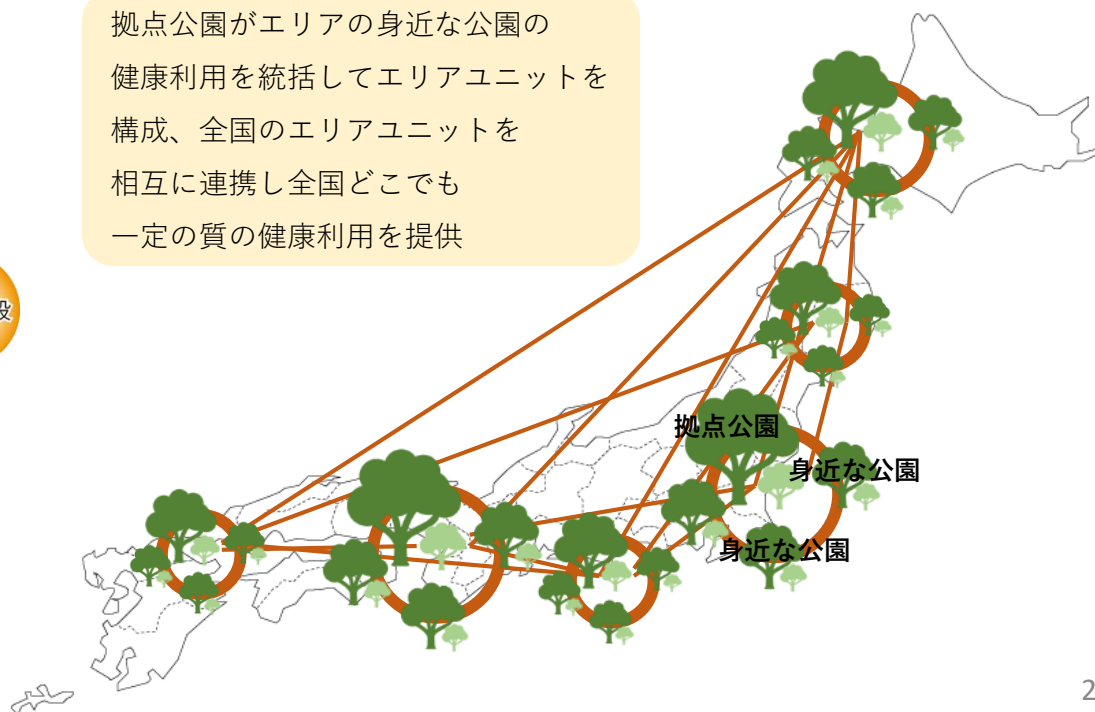 拠点公園がエリアの身近な公園の
健康利用を統括してエリアユニットを
構成、全国のエリアユニットを
相互に連携し全国どこでも
一定の質の健康利用を提供
設
拠点公園
身近な公園
身近な公園
2